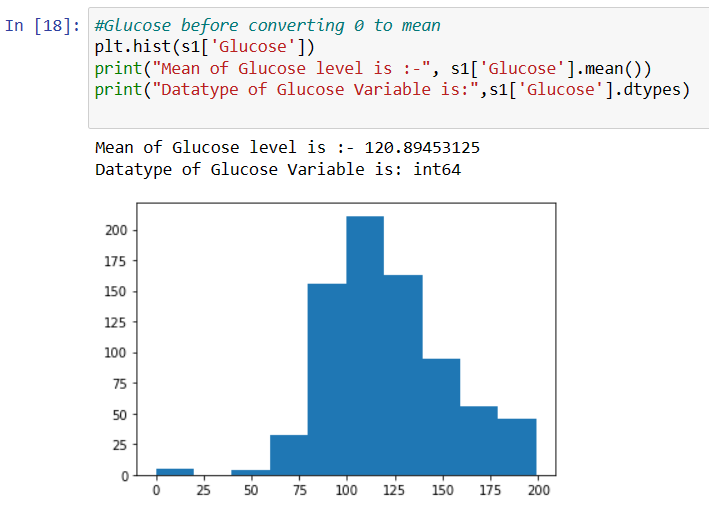 In [18]: #Glucose before converting 0 to mean
plt.hist(s1['Glucose'])
print("Mean of Glucose level is :-", s1['Glucose'].mean())
print("Datatype of Glucose Variable is:",s1['Glucose'].dtypes)
Mean of Glucose level is :- 120.89453125
Datatype of Glucose Variable is: int64
200
175
150
125
100
75
50
25
0
0 25 50 75 100 125 150 175 200